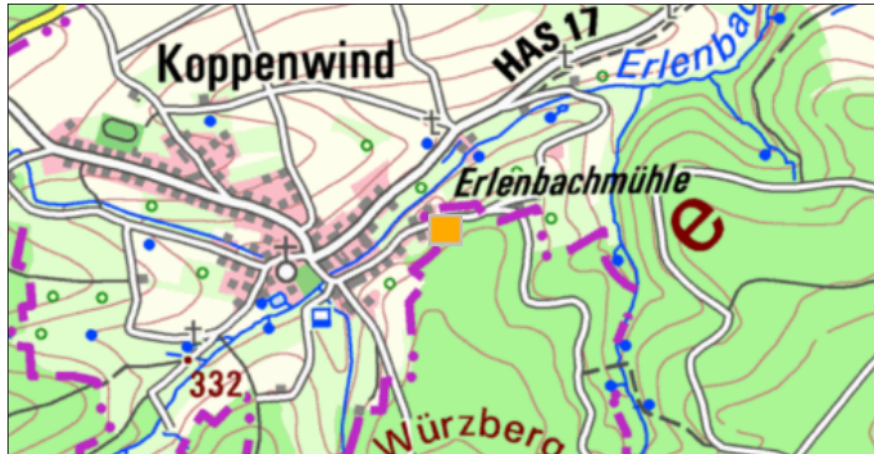 HAS 17
Koppenwind
Erlenbac
Erlenbachmühle
e
332
Würzberg